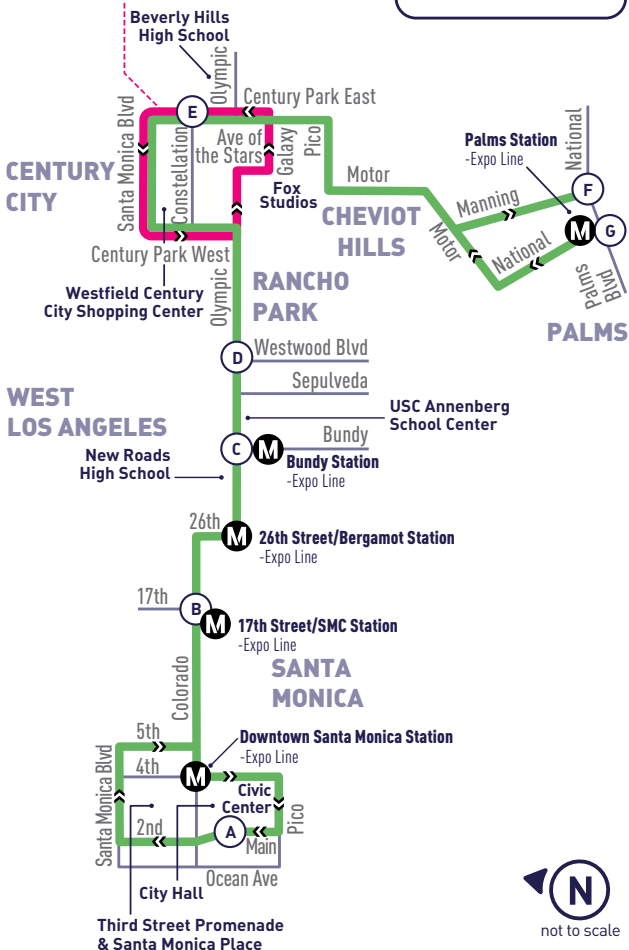 Beverly Hills
High School
Olympic
Century Park East
E
Santa Monica Blvd
Constellation
Ave of
the Stars
Galaxy
Pico
Fox
Studios
CENTURY
CITY
Century Park West
Westfield Century
City Shopping Center
Motor
CHEVIOT
HILLS
Palms Station
-Expo Line
National
Manning
F
M
G
Motor
National
Palms
Blvd
PALMS
Olympic
RANCHO
PARK
D
Westwood Blvd
Sepulveda
WEST
LOS ANGELES
USC Annenberg
School Center
Bundy
C
M
Bundy Station
-Expo Line
New Roads
High School
26th
M
26th Street/Bergamot Station
-Expo Line
17th
B
M
17th Street/SMC Station
-Expo Line
SANTA
MONICA
Colorado
5th
Downtown Santa Monica Station
-Expo Line
4th
M
Santa Monica Blvd
Civic
Center
Pico
2nd
A
Main
Ocean Ave
City Hall
Third Street Promenade
& Santa Monica Place
N
not to scale